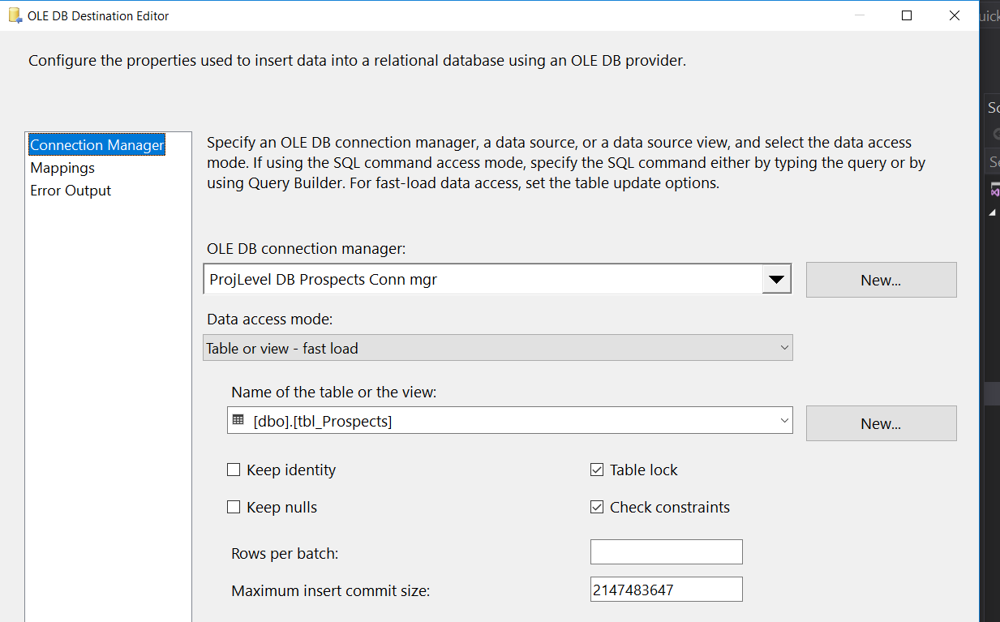 OLE DB Destination Editor
Configure the properties used to insert data into a relational database using an OLE DB provider.
Connection Manager
Mappings
Error Output
Specify an OLE DB connection manager, a data source, or a data source view, and select the data access
mode. If using the SQL command access mode, specify the SQL command either by typing the query or by
using Query Builder. For fast-load data access, set the table update options.
OLE DB connection manager:
ProjLevel DB Prospects Conn mgr
New...
Data access mode:
Table or view - fast load
Name of the table or the view:
[dbo].[tbl_Prospects]
New...
Keep identity
Table lock
Keep nulls
Check constraints
Rows per batch:
Maximum insert commit size:
2147483647